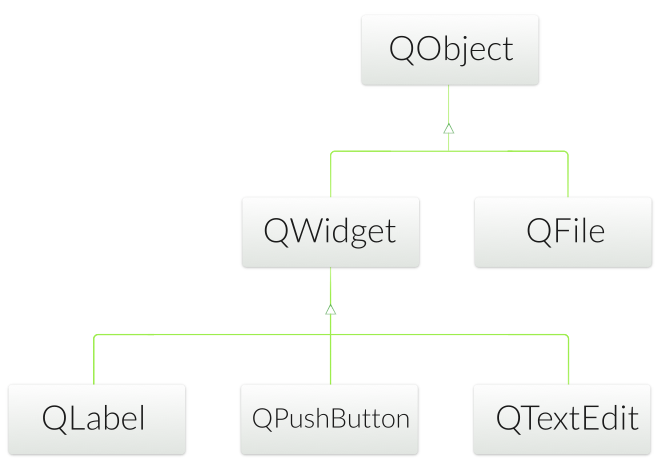 QObject
QWidget
QFile
QLabel
QPushButton
QTextEdit